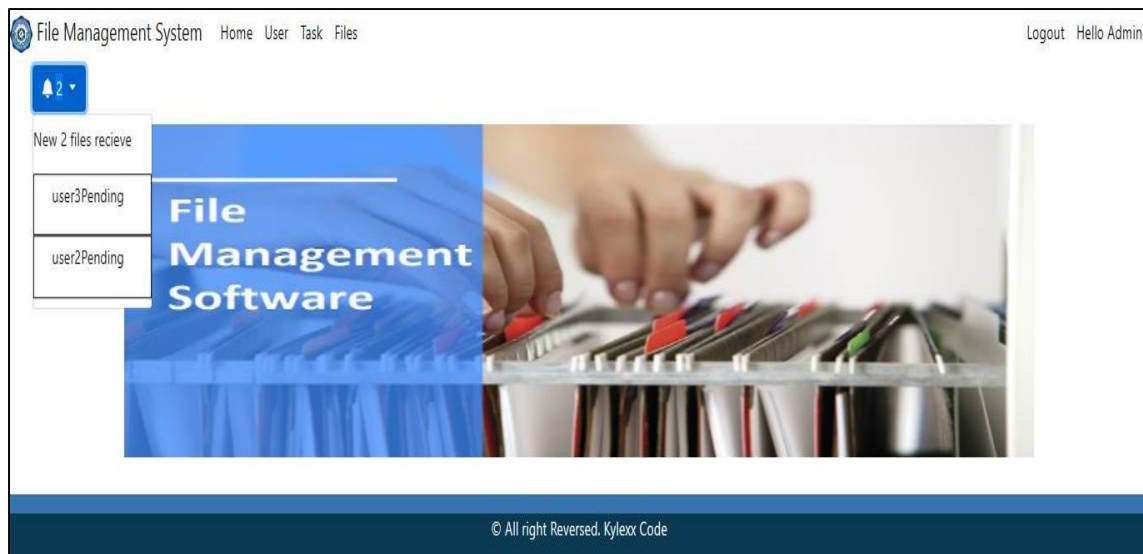 File Management System Home User Task Files Logout Hello Admin
2
New 2 files recieve
user3Pending
user2Pending
File
Management
Software
© All right Reversed. Kylexx Code